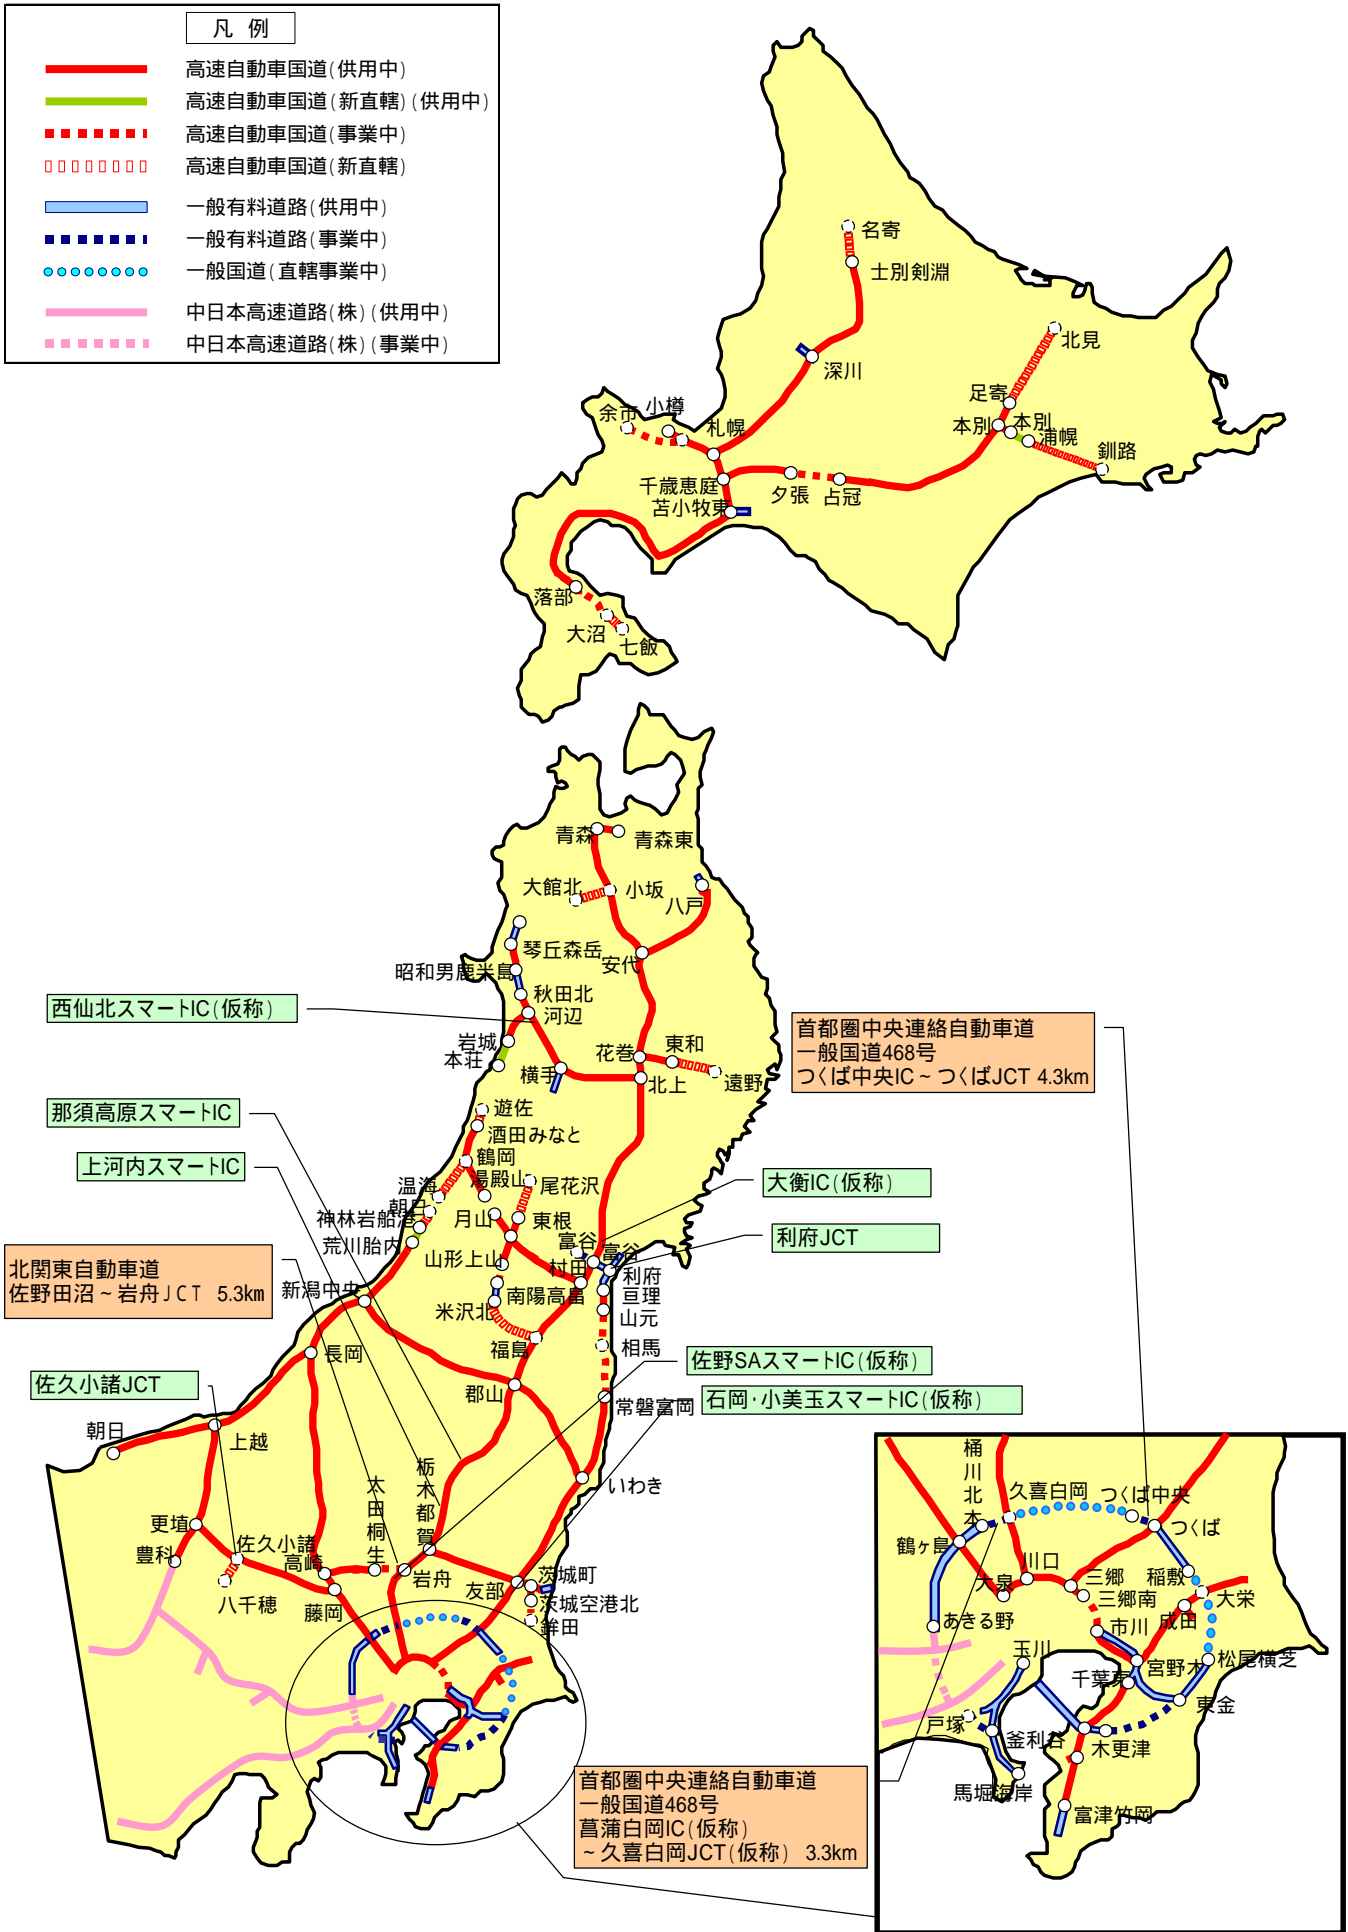 凡 例
高速自動車国道(供用中)
高速自動車国道(新直轄)(供用中)
高速自動車国道(事業中)
高速自動車国道(新直轄)
一般有料道路(供用中)
一般有料道路(事業中)
一般国道(直轄事業中)
中日本高速道路(株)(供用中)
中日本高速道路(株)(事業中)
名寄
士別剣淵
北見
深川
足寄
小樽
余市
札幌
本別
本別
浦幌
釧路
千歳恵庭
夕張
占冠
苫小牧東
落部
大沼
七飯
青森
青森東
大館北
小坂
八戸
琴丘森岳
安代
昭和男鹿半島
秋田北
西仙北スマートIC(仮称)
河辺
岩城
本荘
花巻
東和
横手
北上
遠野
首都圏中央連絡自動車道
一般国道468号
つくば中央IC~つくばJCT 4.3km
那須高原スマートIC
遊佐
酒田みなと
上河内スマートIC
鶴岡
湯殿山
尾花沢
大衡IC(仮称)
温海
朝日
神林岩船港
月山
東根
荒川胎内
富谷
富谷
利府JCT
山形上山
村田
利府
北関東自動車道
佐野田沼~岩舟JCT 5.3km
新潟中央
南陽高畠
亘理
米沢北
山元
福島
相馬
長岡
佐野SAスマートIC(仮称)
佐久小諸JCT
郡山
石岡・小美玉スマートIC(仮称)
常磐富岡
朝日
上越
いわき
栃木都賀
太田桐生
更埴
豊科
佐久小諸
高崎
岩舟
友部
茨城町
八千穂
藤岡
茨城空港北
鉾田
桶川北本
久喜白岡
つくば中央
つくば
鶴ヶ島
川口
大泉
三郷
三郷南
稲敷
大栄
成田
あきる野
市川
玉川
宮野木
松尾横芝
千葉東
東金
戸塚
釜利谷
木更津
馬堀海岸
富津竹岡
首都圏中央連絡自動車道
一般国道468号
菖蒲白岡IC(仮称)
~久喜白岡JCT(仮称) 3.3km